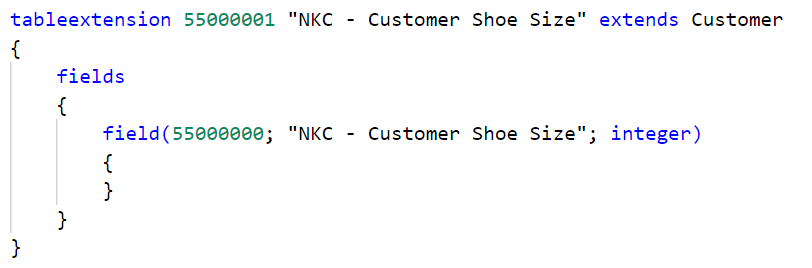 tableextension 55000001 "NKC - Customer Shoe Size" extends Customer
{
    fields
    {
        field(55000000; "NKC - Customer Shoe Size"; integer)
        {
        }
    }
}